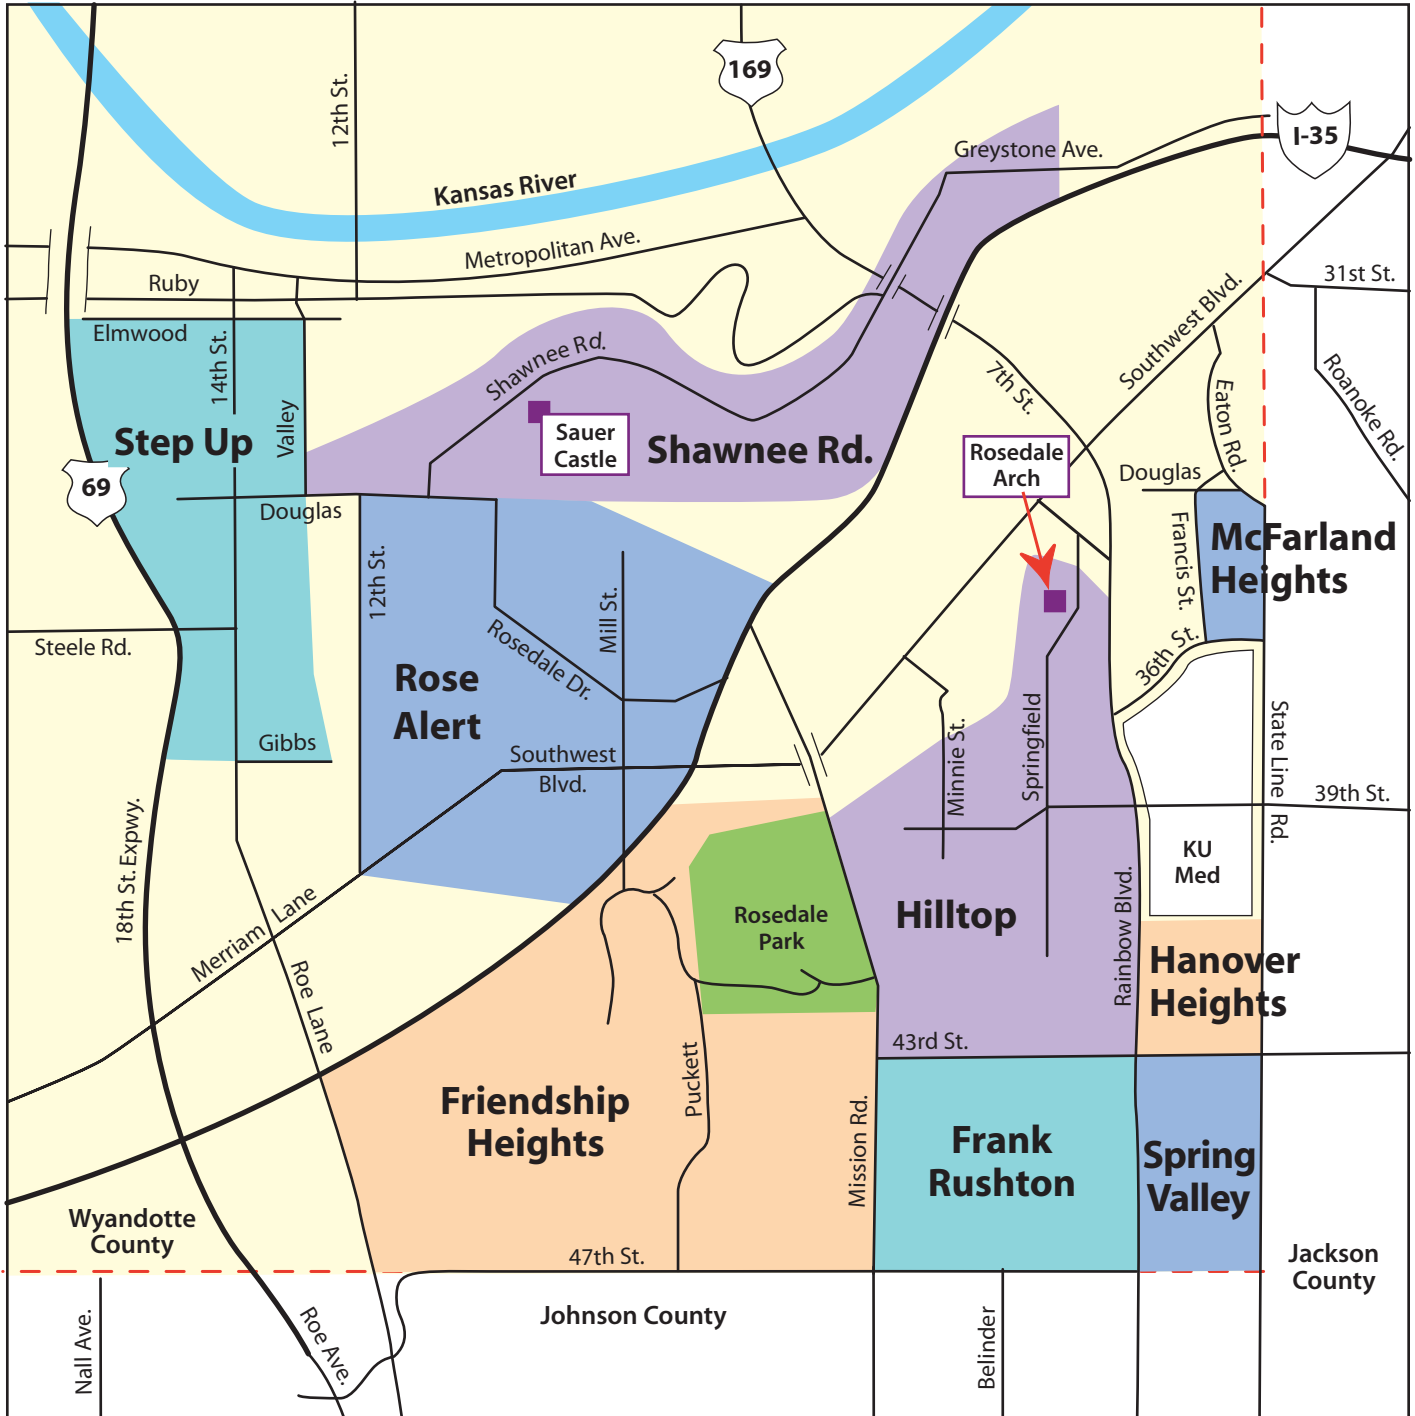 169
12th St.
I-35
Greystone Ave.
Kansas River
Metropolitan Ave.
Ruby
31st St.
Elmwood
14th St.
Valley
Shawnee Rd.
Sauer
Castle
Shawnee Rd.
7th St.
Southwest Blvd.
Eaton Rd.
Roanoke Rd.
Step Up
69
Rosedale
Arch
Douglas
Douglas
Francis St.
McFarland
Heights
12th St.
Mill St.
Rosedale Dr.
Steele Rd.
Rose
Alert
36th St.
Gibbs
Southwest
Blvd.
Minnie St.
Springfield
State Line Rd.
39th St.
18th St. Expwy.
Merriam Lane
Roe Lane
KU
Med
Rosedale
Park
Hilltop
Rainbow Blvd.
Hanover
Heights
43rd St.
Puckett
Friendship
Heights
Mission Rd.
Frank
Rushton
Spring
Valley
Wyandotte
County
47th St.
Jackson
County
Johnson County
Nall Ave.
Roe Ave.
Belinder